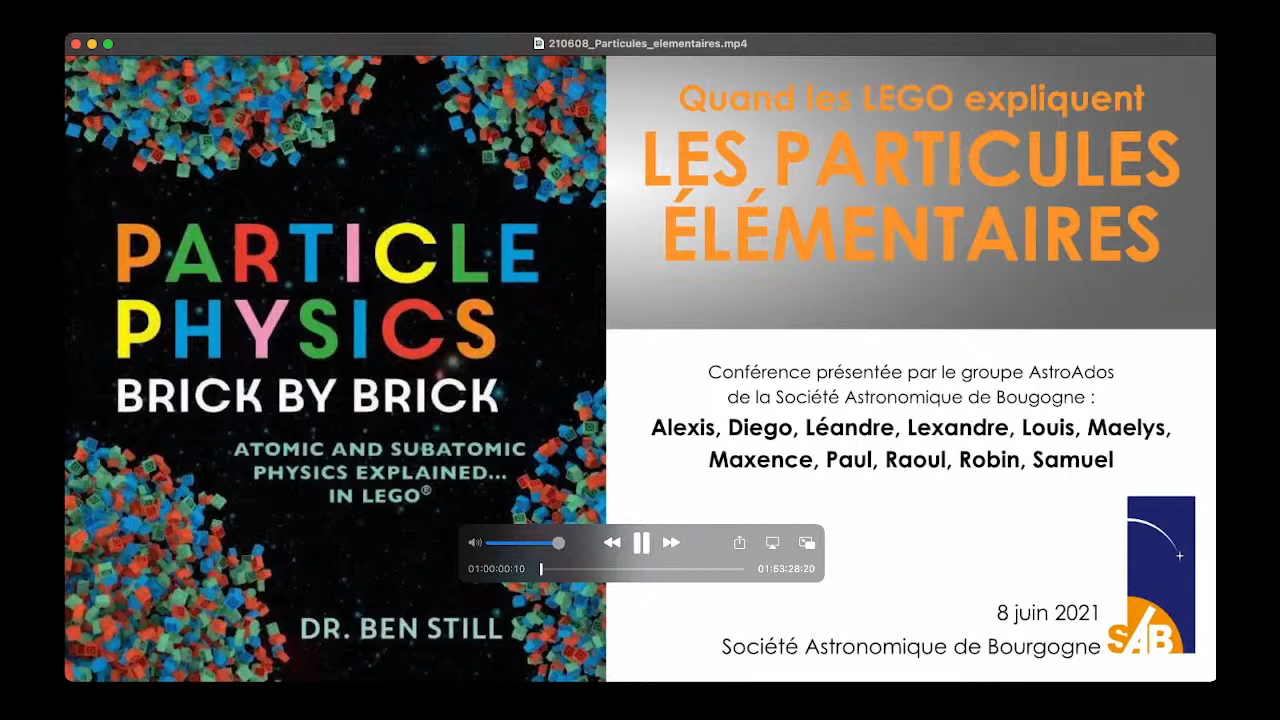 210608_Particules_elementaires.mp4
PARTICLE
PHYSICS
BRICK BY BRICK
ATOMIC AND SUBATOMIC
PHYSICS EXPLAINED...
IN LEGO®
DR. BEN STILL
Quand les LEGO expliquent
LES PARTICULES
ÉLÉMENTAIRES
Conférence présentée par le groupe AstroAdos
de la Société Astronomique de Bougogne :
Alexis, Diego, Léandre, Lexandre, Louis, Maelys,
Maxence, Paul, Raoul, Robin, Samuel
01:00:00:10
01:53:28:20
8 juin 2021
Société Astronomique de Bourgogne
SAB